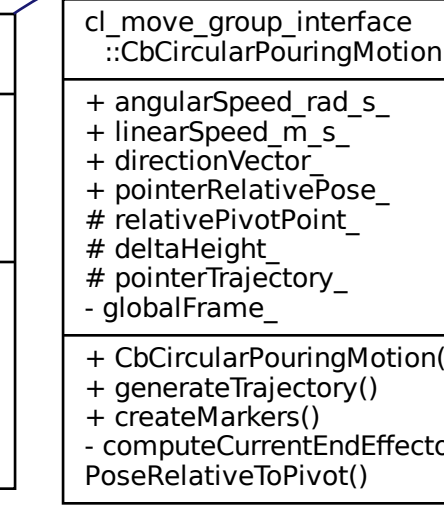 cl_move_group_interface
::CbCircularPouringMotion
+ angularSpeed_rad_s_
+ linearSpeed_m_s_
+ directionVector_
+ pointerRelativePose_
# relativePivotPoint_
# deltaHeight_
# pointerTrajectory_
- globalFrame_
+ CbCircularPouringMotion(
+ generateTrajectory()
+ createMarkers()
- computeCurrentEndEffecto
PoseRelativeToPivot()